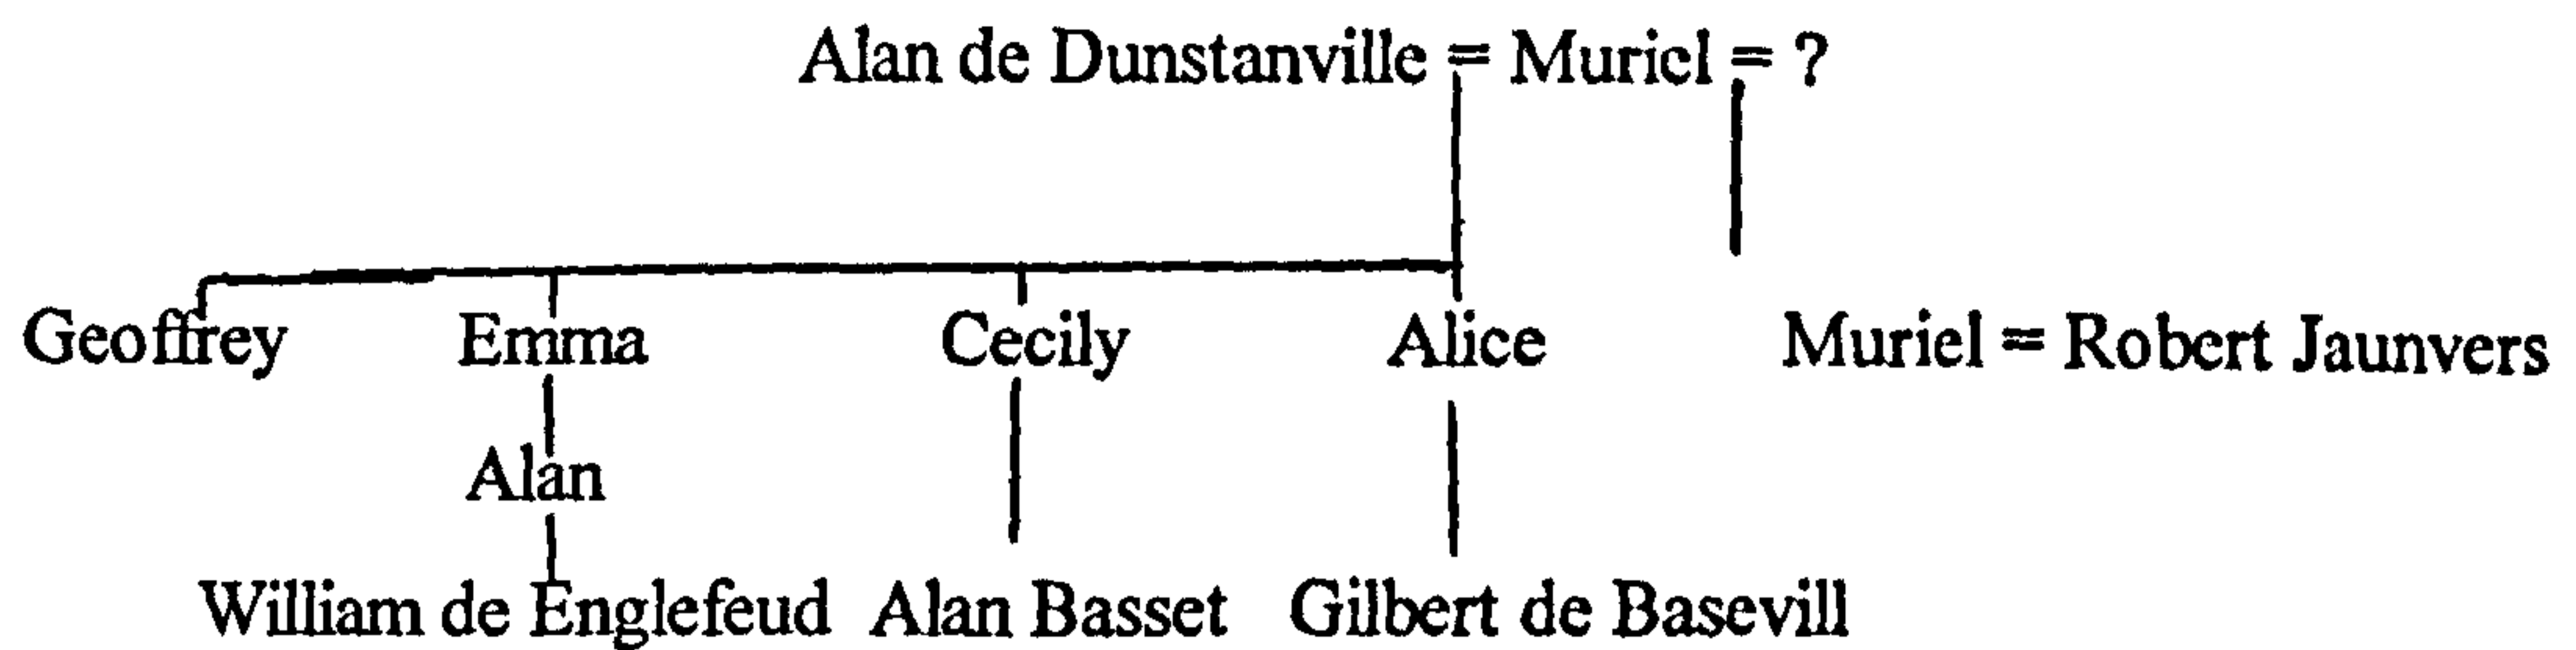 Alan de Dunstanville = Muriel = ?
Geoffrey Emma Cecily Alice Muriel = Robert Jaunvers
Alan
William de Englefeud Alan Basset Gilbert de Basevill